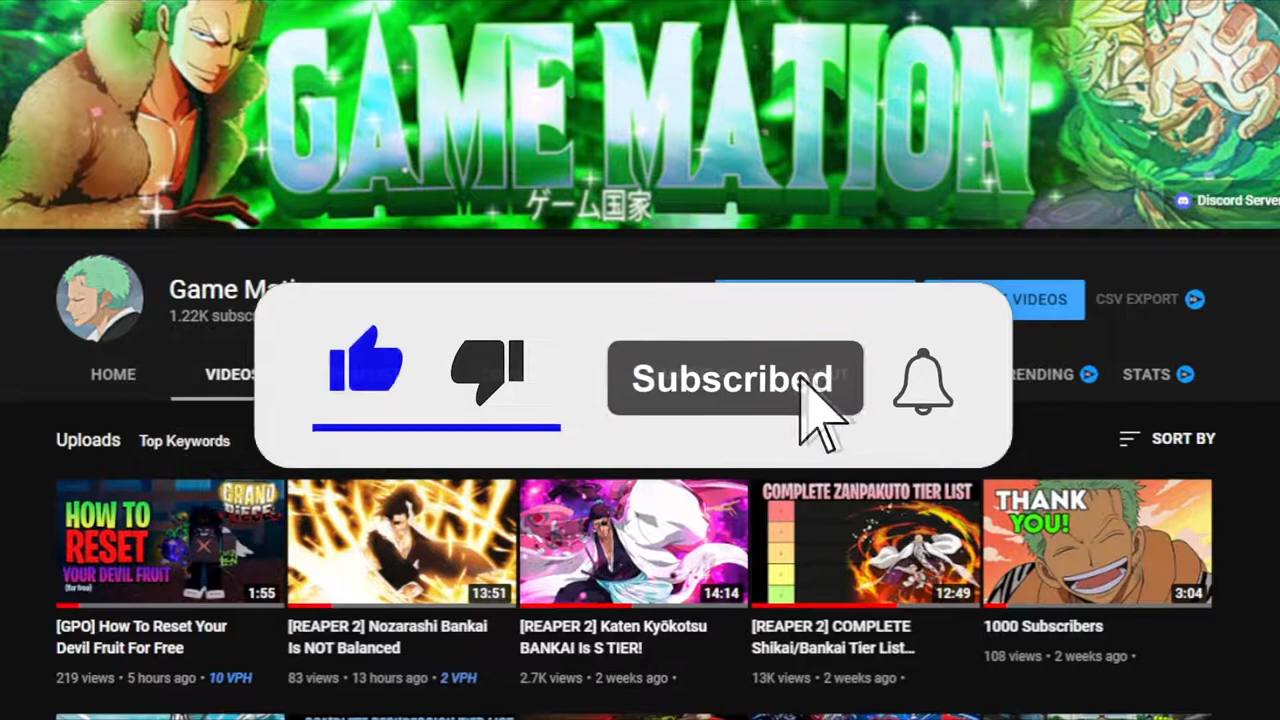 GAME MATION
ゲーム国家
Discord Server
Game Mati
1.22K subsc
VIDEOS
CSV EXPORT
HOME
VIDEOS
RENDING
STATS
Subscribed
Uploads
Top Keywords
SORT BY
HOW TO
RESET
YOUR DEVIL FRUIT
(for free)
GRAND
PIECE
1:55
13:51
14:14
COMPLETE ZANPAKUTO TIER LIST
12:49
THANK
YOU!
3:04
[GPO] How To Reset Your
Devil Fruit For Free
219 views • 5 hours ago • 10 VPH
[REAPER 2] Nozarashi Bankai
Is NOT Balanced
83 views • 13 hours ago • 2 VPH
[REAPER 2] Katen Kyōkotsu
BANKAI Is S TIER!
2.7K views • 2 weeks ago •
[REAPER 2] COMPLETE
Shikai/Bankai Tier List...
13K views • 2 weeks ago •
1000 Subscribers
108 views • 2 weeks ago •